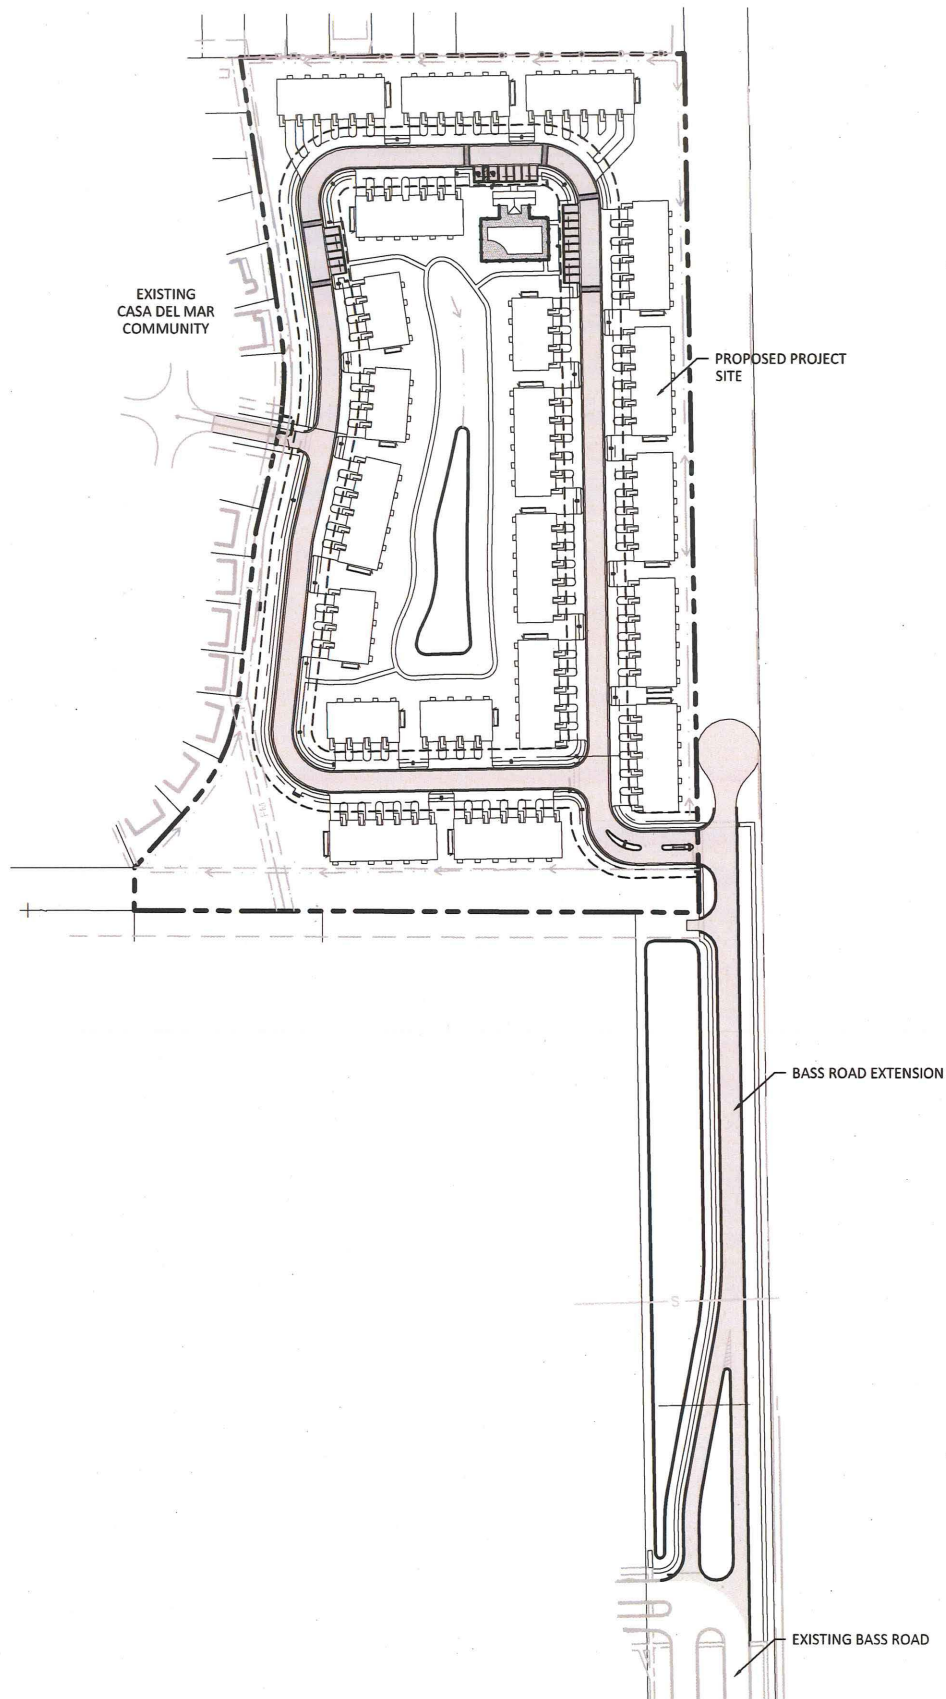 EXISTING
CASA DEL MAR
COMMUNITY
PROPOSED PROJECT
SITE
BASS ROAD EXTENSION
S
EXISTING BASS ROAD